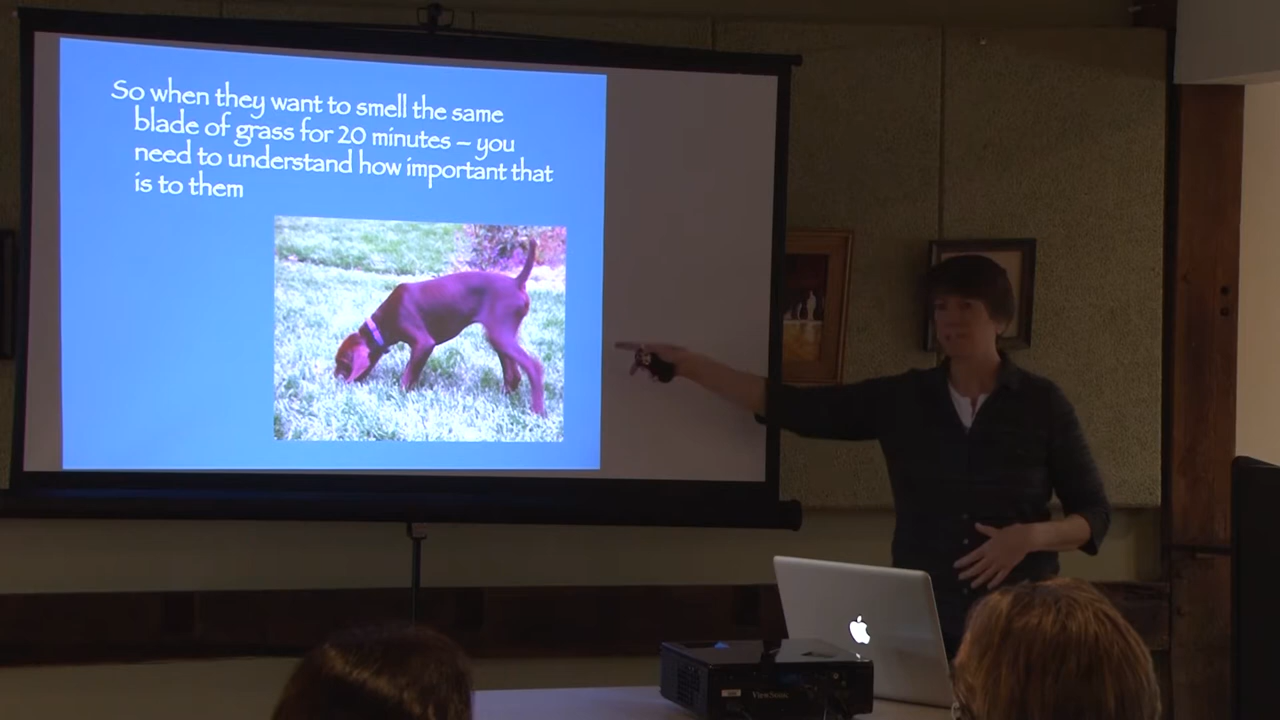 So when they want to smell the same
blade of grass for 20 minutes – you
need to understand how important that
is to them
ViewSonic